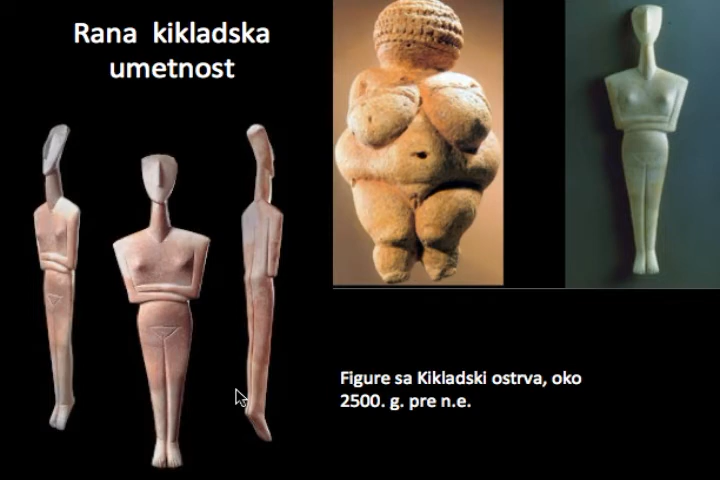 Rana kikladska
umetnost
Figure sa Kikladski ostrva, oko
2500. g. pre n.e.